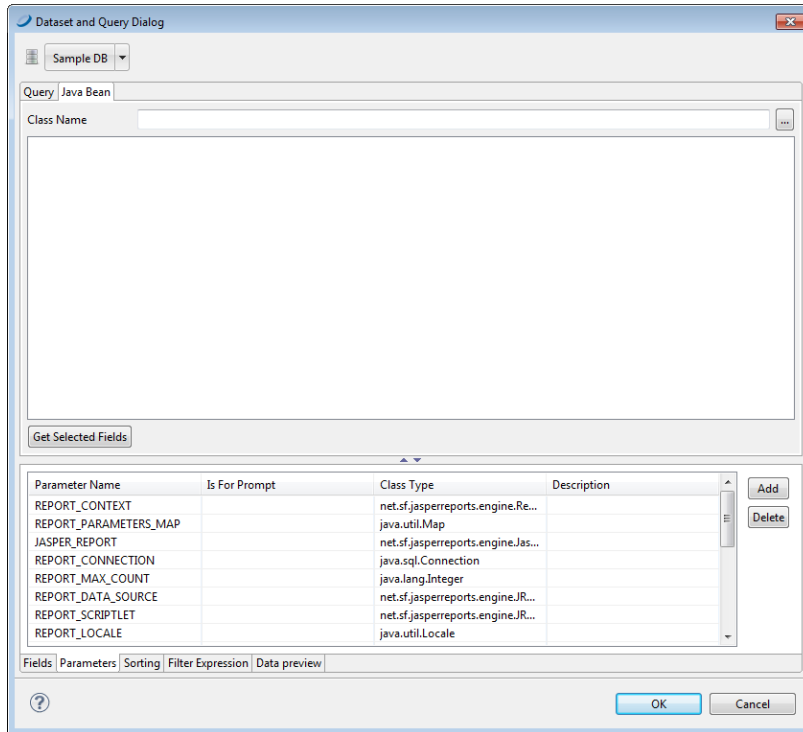 Dataset and Query Dialog
Sample DB
Query Java Bean
Class Name ...
Get Selected Fields
Parameter Name Is For Prompt Class Type Description
Add
REPORT_CONTEXT net.sf.jasperreports.engine.Re...
REPORT_PARAMETERS_MAP java.util.Map
Delete
JASPER_REPORT net.sf.jasperreports.engine.Jas...
REPORT_CONNECTION java.sql.Connection
REPORT_MAX_COUNT java.lang.Integer
REPORT_DATA_SOURCE net.sf.jasperreports.engine.JR...
REPORT_SCRIPTLET net.sf.jasperreports.engine.JR...
REPORT_LOCALE java.util.Locale
Fields Parameters Sorting Filter Expression Data preview
? OK Cancel